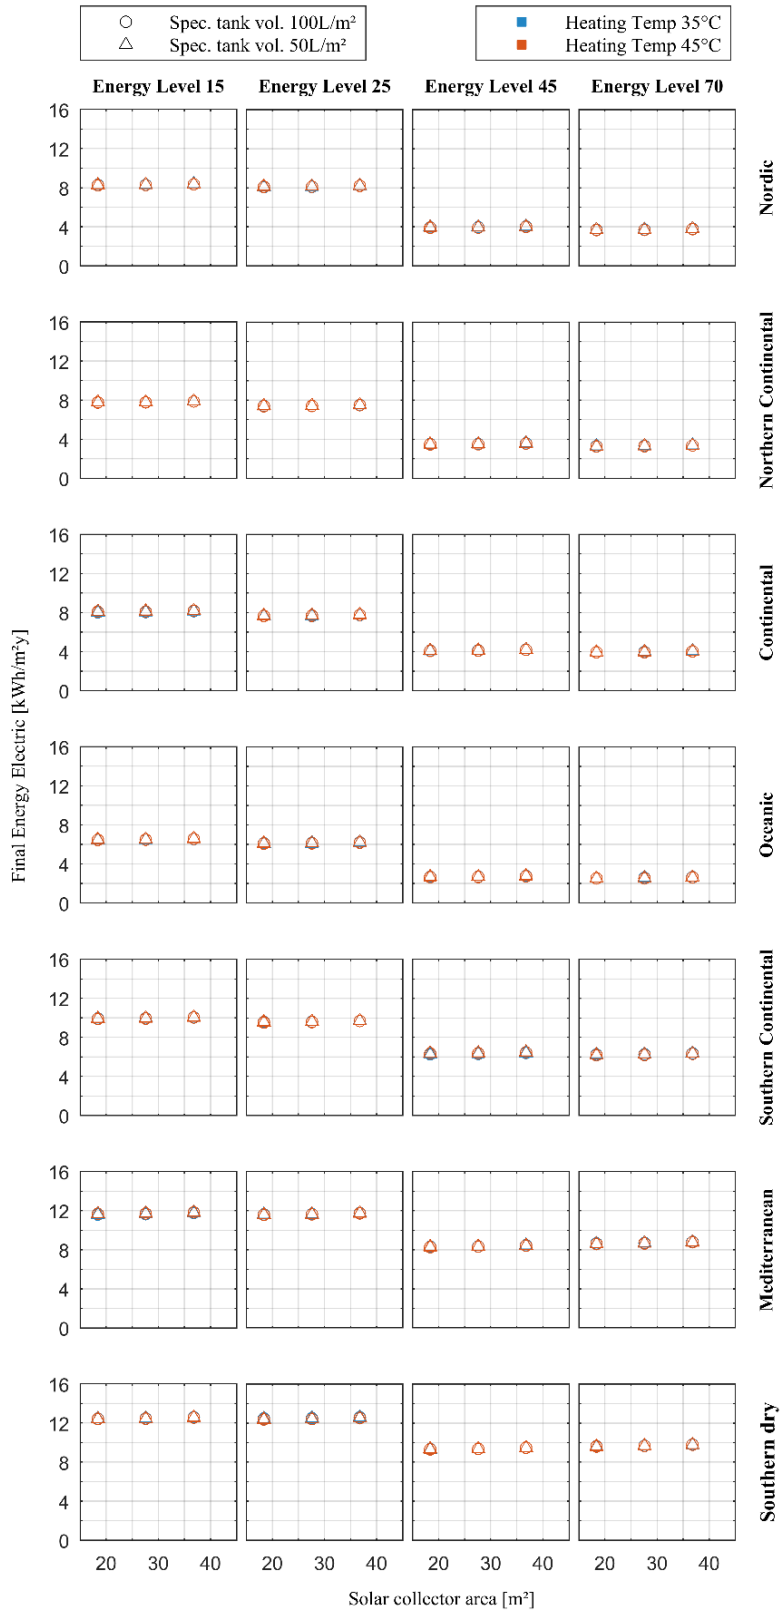 Spec. tank vol. 100L/m²
Spec. tank vol. 50L/m²
Heating Temp 35°C
Heating Temp 45°C
Energy Level 15
Energy Level 25
Energy Level 45
Energy Level 70
16
12
8
4
0
Nordic
16
12
8
4
0
Northern Continental
16
12
8
4
0
Continental
Final Energy Electric [kWh/m²y]
16
12
8
4
0
Oceanic
16
12
8
4
0
Southern Continental
16
12
8
4
0
Mediterranean
16
12
8
4
0
Southern dry
20 30 40 20 30 40 20 30 40 20 30 40
Solar collector area [m²]